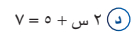 د ٢ س + ٥ = ٧